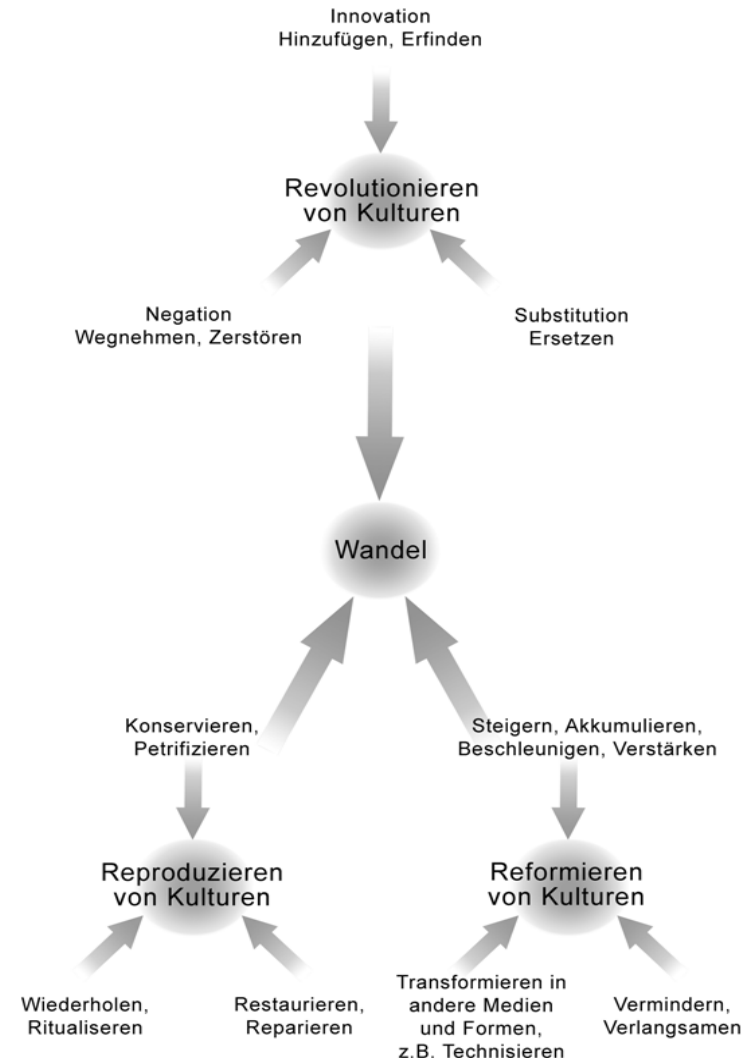 Innovation
Hinzufügen, Erfinden
Revolutionieren
von Kulturen
Negation
Wegnehmen, Zerstören
Substitution
Ersetzen
Wandel
Konservieren,
Petrifizieren
Steigern, Akkumulieren,
Beschleunigen, Verstärken
Reproduzieren
von Kulturen
Reformieren
von Kulturen
Wiederholen,
Ritualiseren
Restaurieren,
Reparieren
Transformieren in
andere Medien
und Formen,
z.B. Technisieren
Vermindern,
Verlangsamen